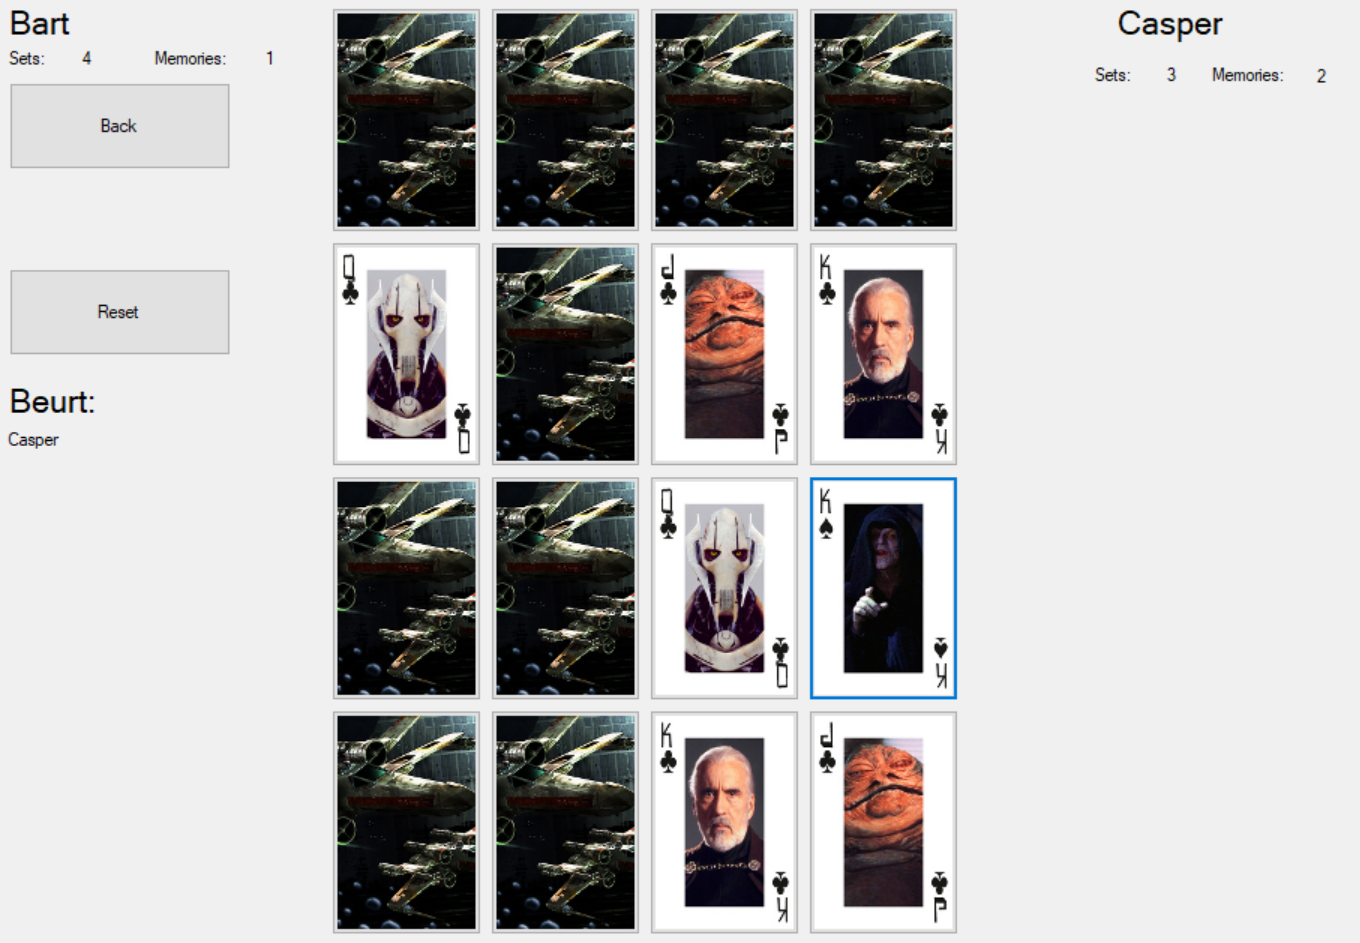 Bart
Sets: 4 Memories: 1
Back
Reset
Beurt:
Casper
Q
Q
J
J
K
K
Q
Q
K
K
K
K
J
J
Casper
Sets: 3 Memories: 2